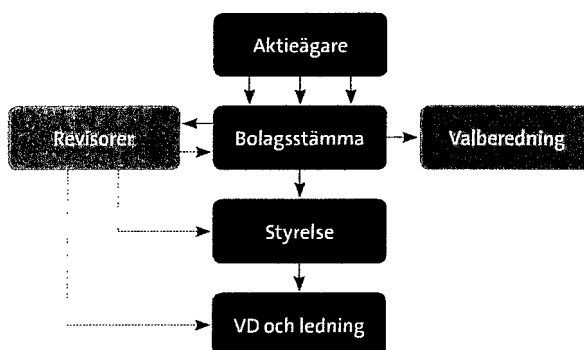 Aktieägare
Revisorer
Bolagsstämma
Valberedning
Styrelse
VD och ledning